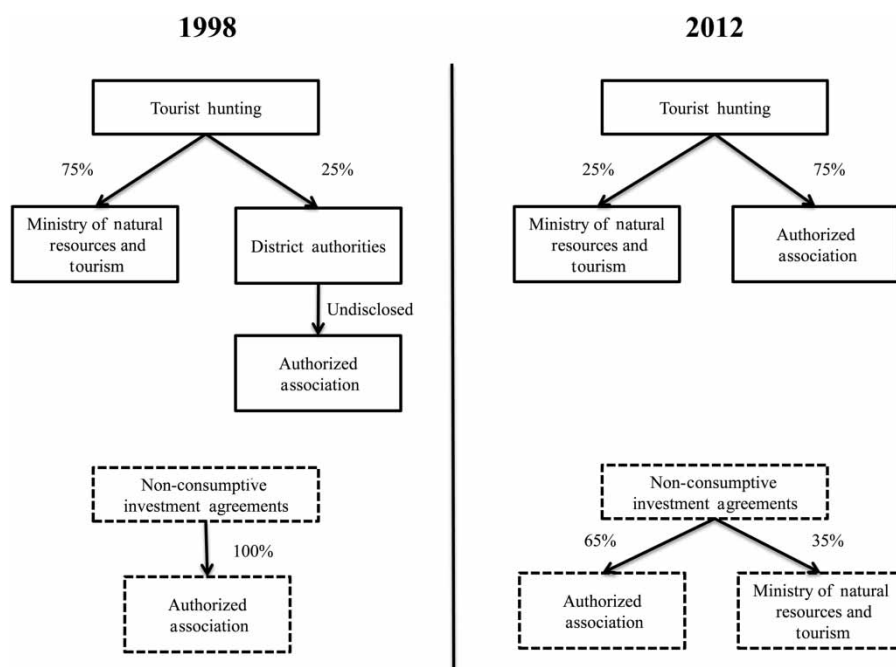 1998
Tourist hunting
75%
25%
Ministry of natural
resources and
tourism
District authorities
Undisclosed
Authorized
association
Non-consumptive
investment agreements
100%
Authorized
association
2012
Tourist hunting
25%
75%
Ministry of natural
resources and
tourism
Authorized
association
Non-consumptive
investment agreements
65%
35%
Authorized
association
Ministry of natural
resources and
tourism